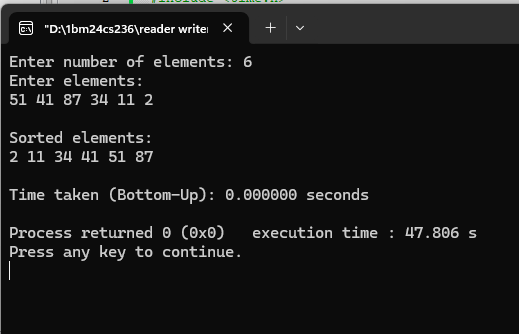 "D:\1bm24cs236\reader writer
Enter number of elements: 6
Enter elements:
51 41 87 34 11 2
Sorted elements:
2 11 34 41 51 87
Time taken (Bottom-Up): 0.000000 seconds
Process returned 0 (0x0)   execution time : 47.806 s
Press any key to continue.